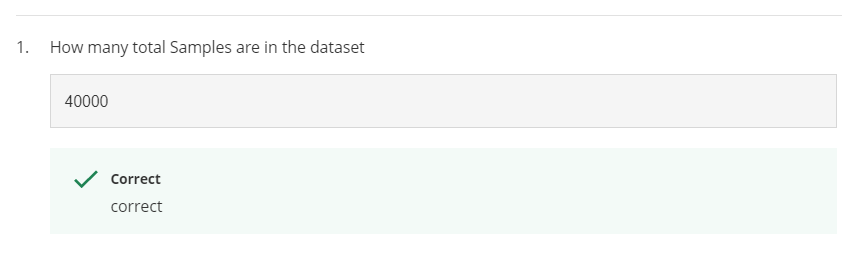 1. How many total Samples are in the dataset
40000
Correct
correct